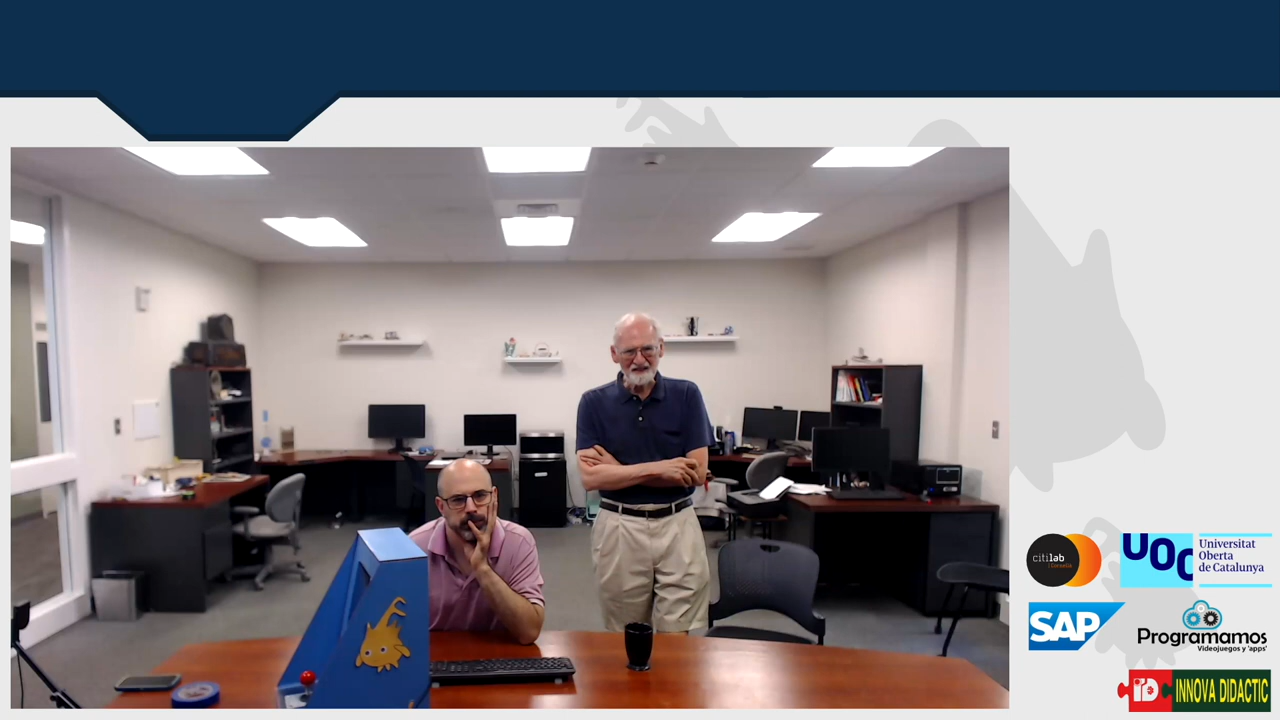 citilab
Cornellà
UOC
Universitat
Oberta
de Catalunya
SAP
Programamos
Videojuegos y 'apps'
iD
INNOVA DIDACTIC